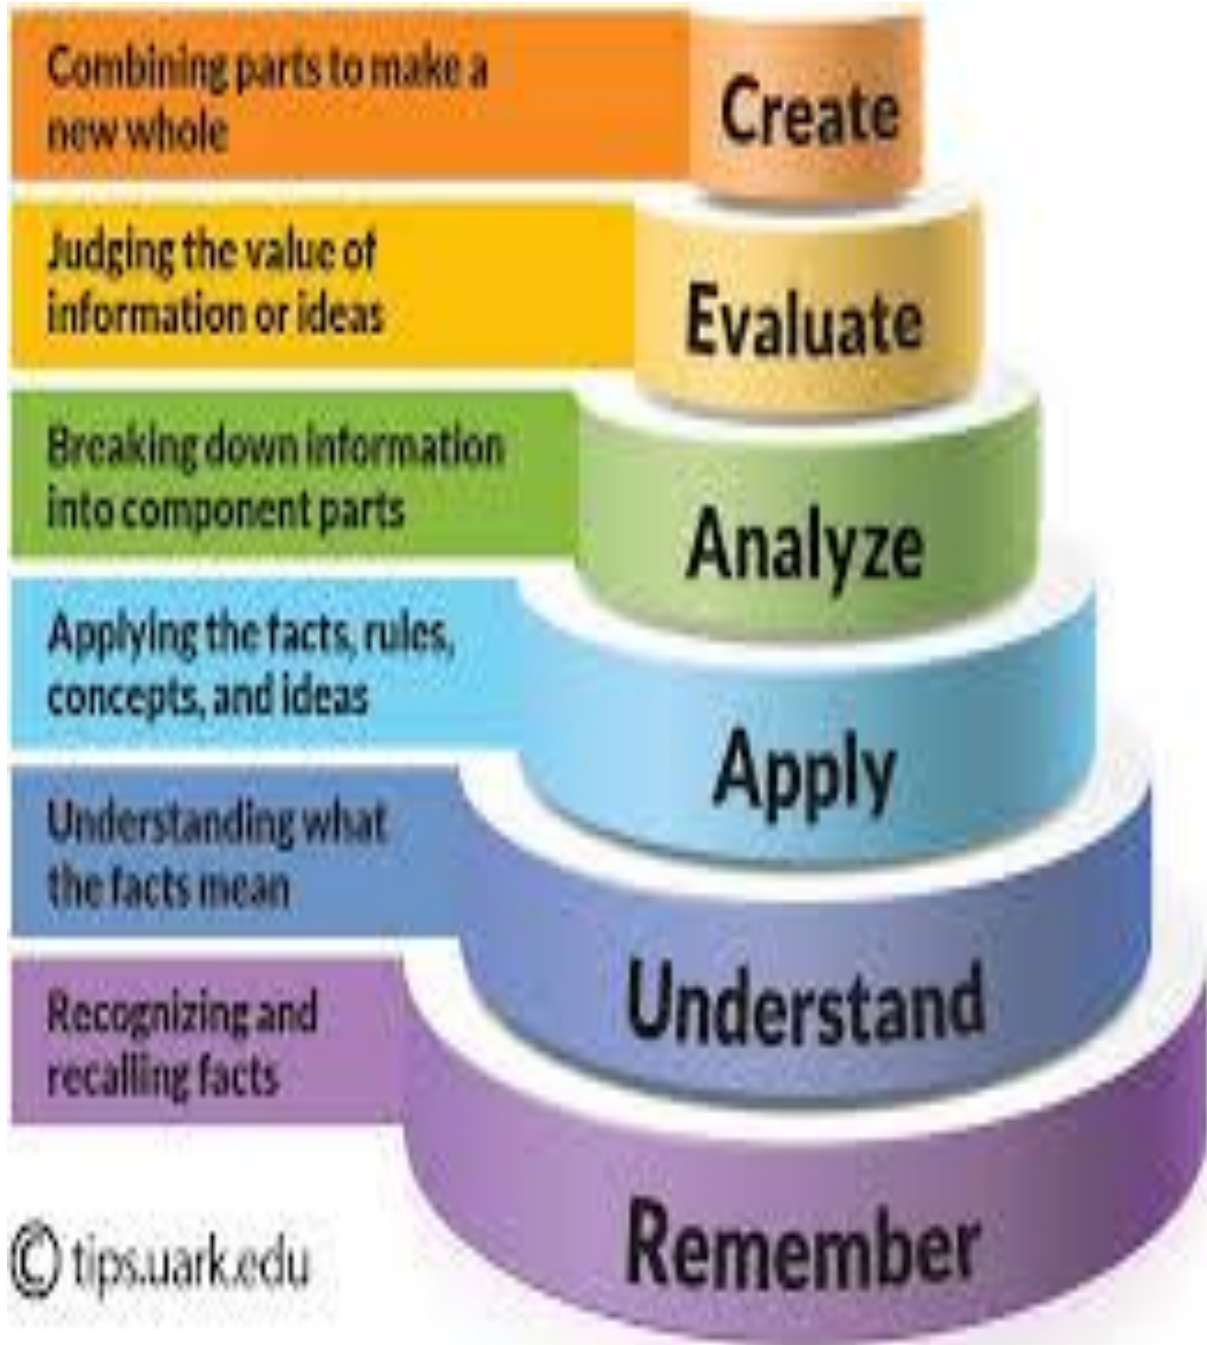 Combining parts to make a
new whole
Create
Judging the value of
information or ideas
Evaluate
Breaking down information
into component parts
Analyze
Applying the facts, rules,
concepts, and ideas
Apply
Understanding what
the facts mean
Understand
Recognizing and
recalling facts
Remember
© tips.uark.edu